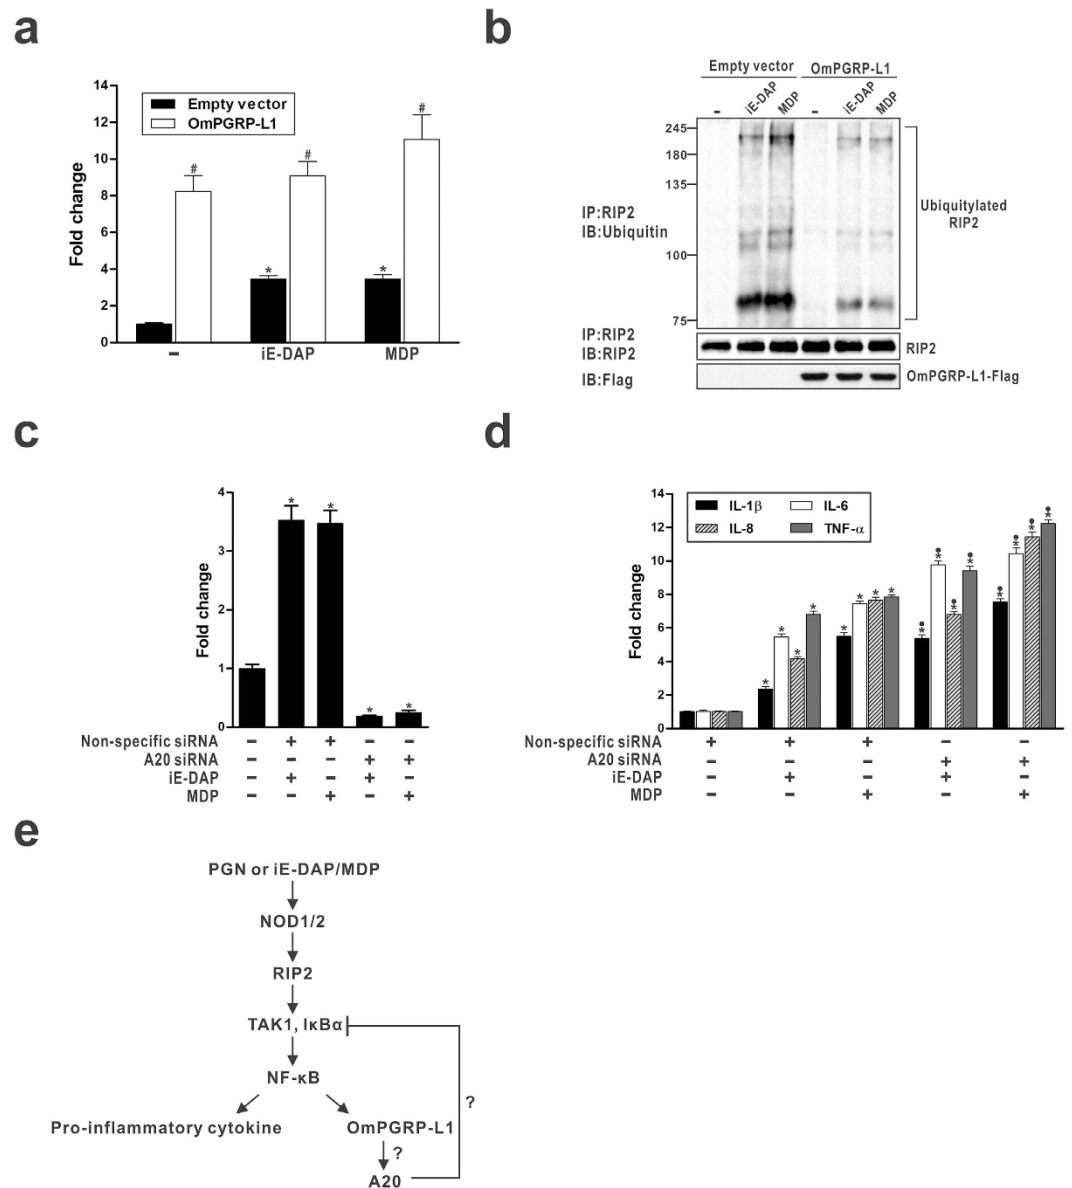 a
Fold change
14
12
10
8
6
4
2
0
Empty vector
OmPGRP-L1
#
#
#
*
*
–
iE-DAP
MDP
b
Empty vector
OmPGRP-L1
-
iE-DAP
MDP
-
iE-DAP
MDP
245
180
135
100
75
IP:RIP2
IB:Ubiquitin
Ubiquitylated
RIP2
IP:RIP2
IB:RIP2
RIP2
IB:Flag
OmPGRP-L1-Flag
c
Fold change
4
3
2
1
0
* * * *
Non-specific siRNA – + + – –
A20 siRNA – – – + +
iE-DAP – + – + –
MDP – – + – +
d
Fold change
14
12
10
8
6
4
2
0
IL-1β
IL-6
IL-8
TNF-α
* * * *
* * * *
•* •* •* •*
•* •* •* •*
Non-specific siRNA + + + – –
A20 siRNA – – – + +
iE-DAP – + – + –
MDP – – + – +
e
PGN or iE-DAP/MDP
NOD1/2
RIP2
TAK1, IκBα
NF-κB
Pro-inflammatory cytokine
OmPGRP-L1
?
?
A20